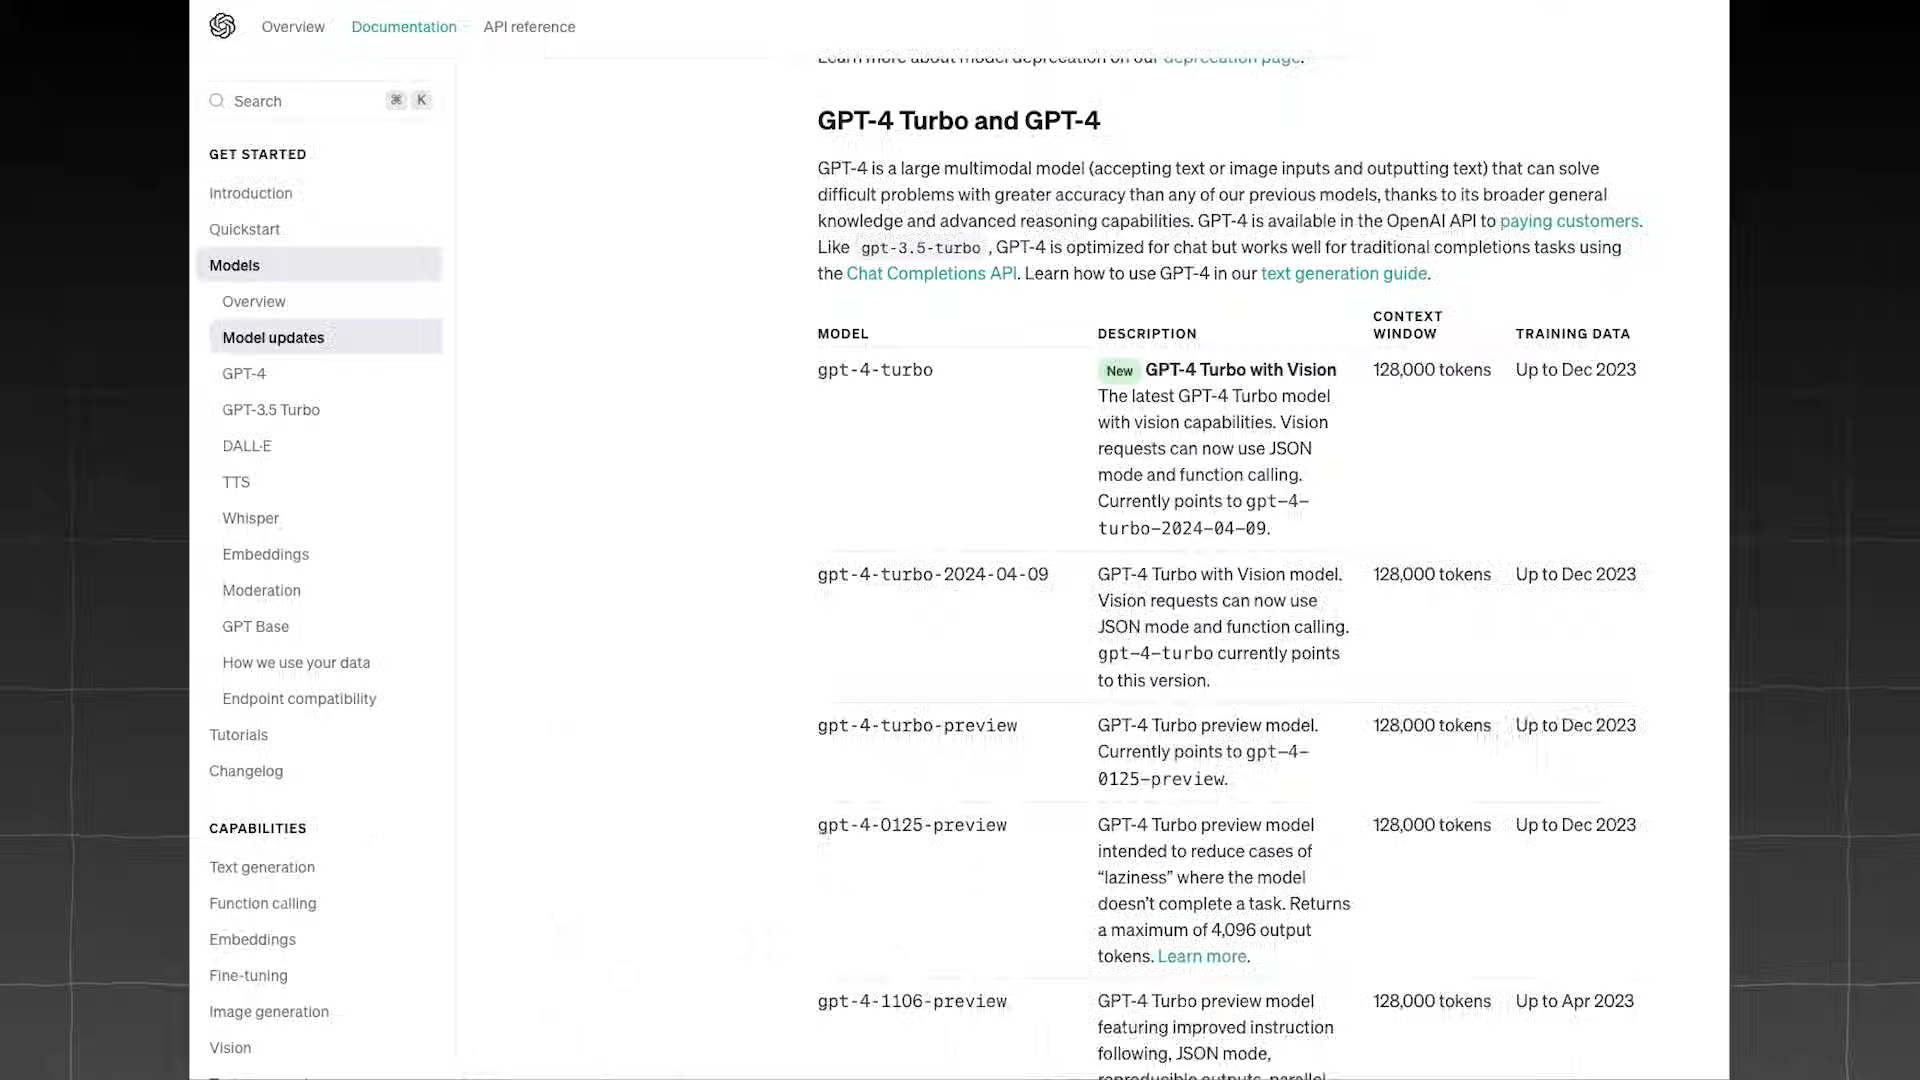 Overview
Documentation
API reference
Search
⌘ K
GET STARTED
Introduction
Quickstart
Models
Overview
Model updates
GPT-4
GPT-3.5 Turbo
DALL·E
TTS
Whisper
Embeddings
Moderation
GPT Base
How we use your data
Endpoint compatibility
Tutorials
Changelog
CAPABILITIES
Text generation
Function calling
Embeddings
Fine-tuning
Image generation
Vision
Learn more about model deprecation on our deprecation page.
GPT-4 Turbo and GPT-4
GPT-4 is a large multimodal model (accepting text or image inputs and outputting text) that can solve
difficult problems with greater accuracy than any of our previous models, thanks to its broader general
knowledge and advanced reasoning capabilities. GPT-4 is available in the OpenAI API to paying customers.
Like gpt-3.5-turbo , GPT-4 is optimized for chat but works well for traditional completions tasks using
the Chat Completions API. Learn how to use GPT-4 in our text generation guide.
MODEL
DESCRIPTION
CONTEXT
WINDOW
TRAINING DATA
gpt-4-turbo
New GPT-4 Turbo with Vision
The latest GPT-4 Turbo model
with vision capabilities. Vision
requests can now use JSON
mode and function calling.
Currently points to gpt-4-
turbo-2024-04-09.
128,000 tokens
Up to Dec 2023
gpt-4-turbo-2024-04-09
GPT-4 Turbo with Vision model.
Vision requests can now use
JSON mode and function calling.
gpt-4-turbo currently points
to this version.
128,000 tokens
Up to Dec 2023
gpt-4-turbo-preview
GPT-4 Turbo preview model.
Currently points to gpt-4-
0125-preview.
128,000 tokens
Up to Dec 2023
gpt-4-0125-preview
GPT-4 Turbo preview model
intended to reduce cases of
“laziness” where the model
doesn’t complete a task. Returns
a maximum of 4,096 output
tokens. Learn more.
128,000 tokens
Up to Dec 2023
gpt-4-1106-preview
GPT-4 Turbo preview model
featuring improved instruction
following, JSON mode,
reproducible outputs, parallel
128,000 tokens
Up to Apr 2023